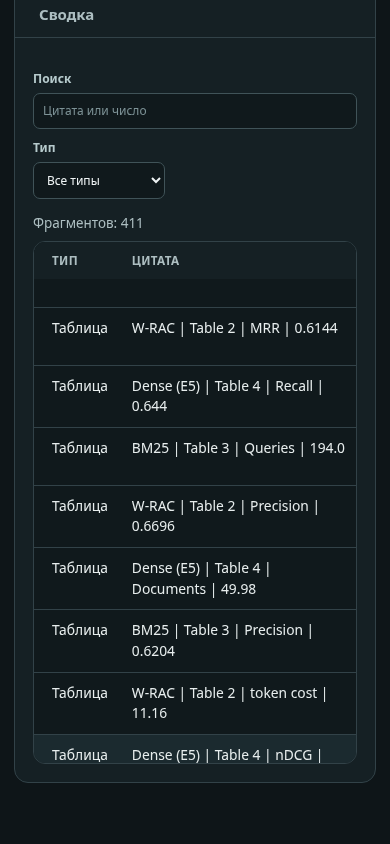 Сводка
Поиск
Цитата или число
Тип
Все типы
Фрагментов: 411
ТИП ЦИТАТА
Таблица W-RAC | Table 2 | MRR | 0.6144
Таблица Dense (E5) | Table 4 | Recall |
0.644
Таблица BM25 | Table 3 | Queries | 194.0
Таблица W-RAC | Table 2 | Precision |
0.6696
Таблица Dense (E5) | Table 4 |
Documents | 49.98
Таблица BM25 | Table 3 | Precision |
0.6204
Таблица W-RAC | Table 2 | token cost |
11.16
Таблица Dense (E5) | Table 4 | nDCG |